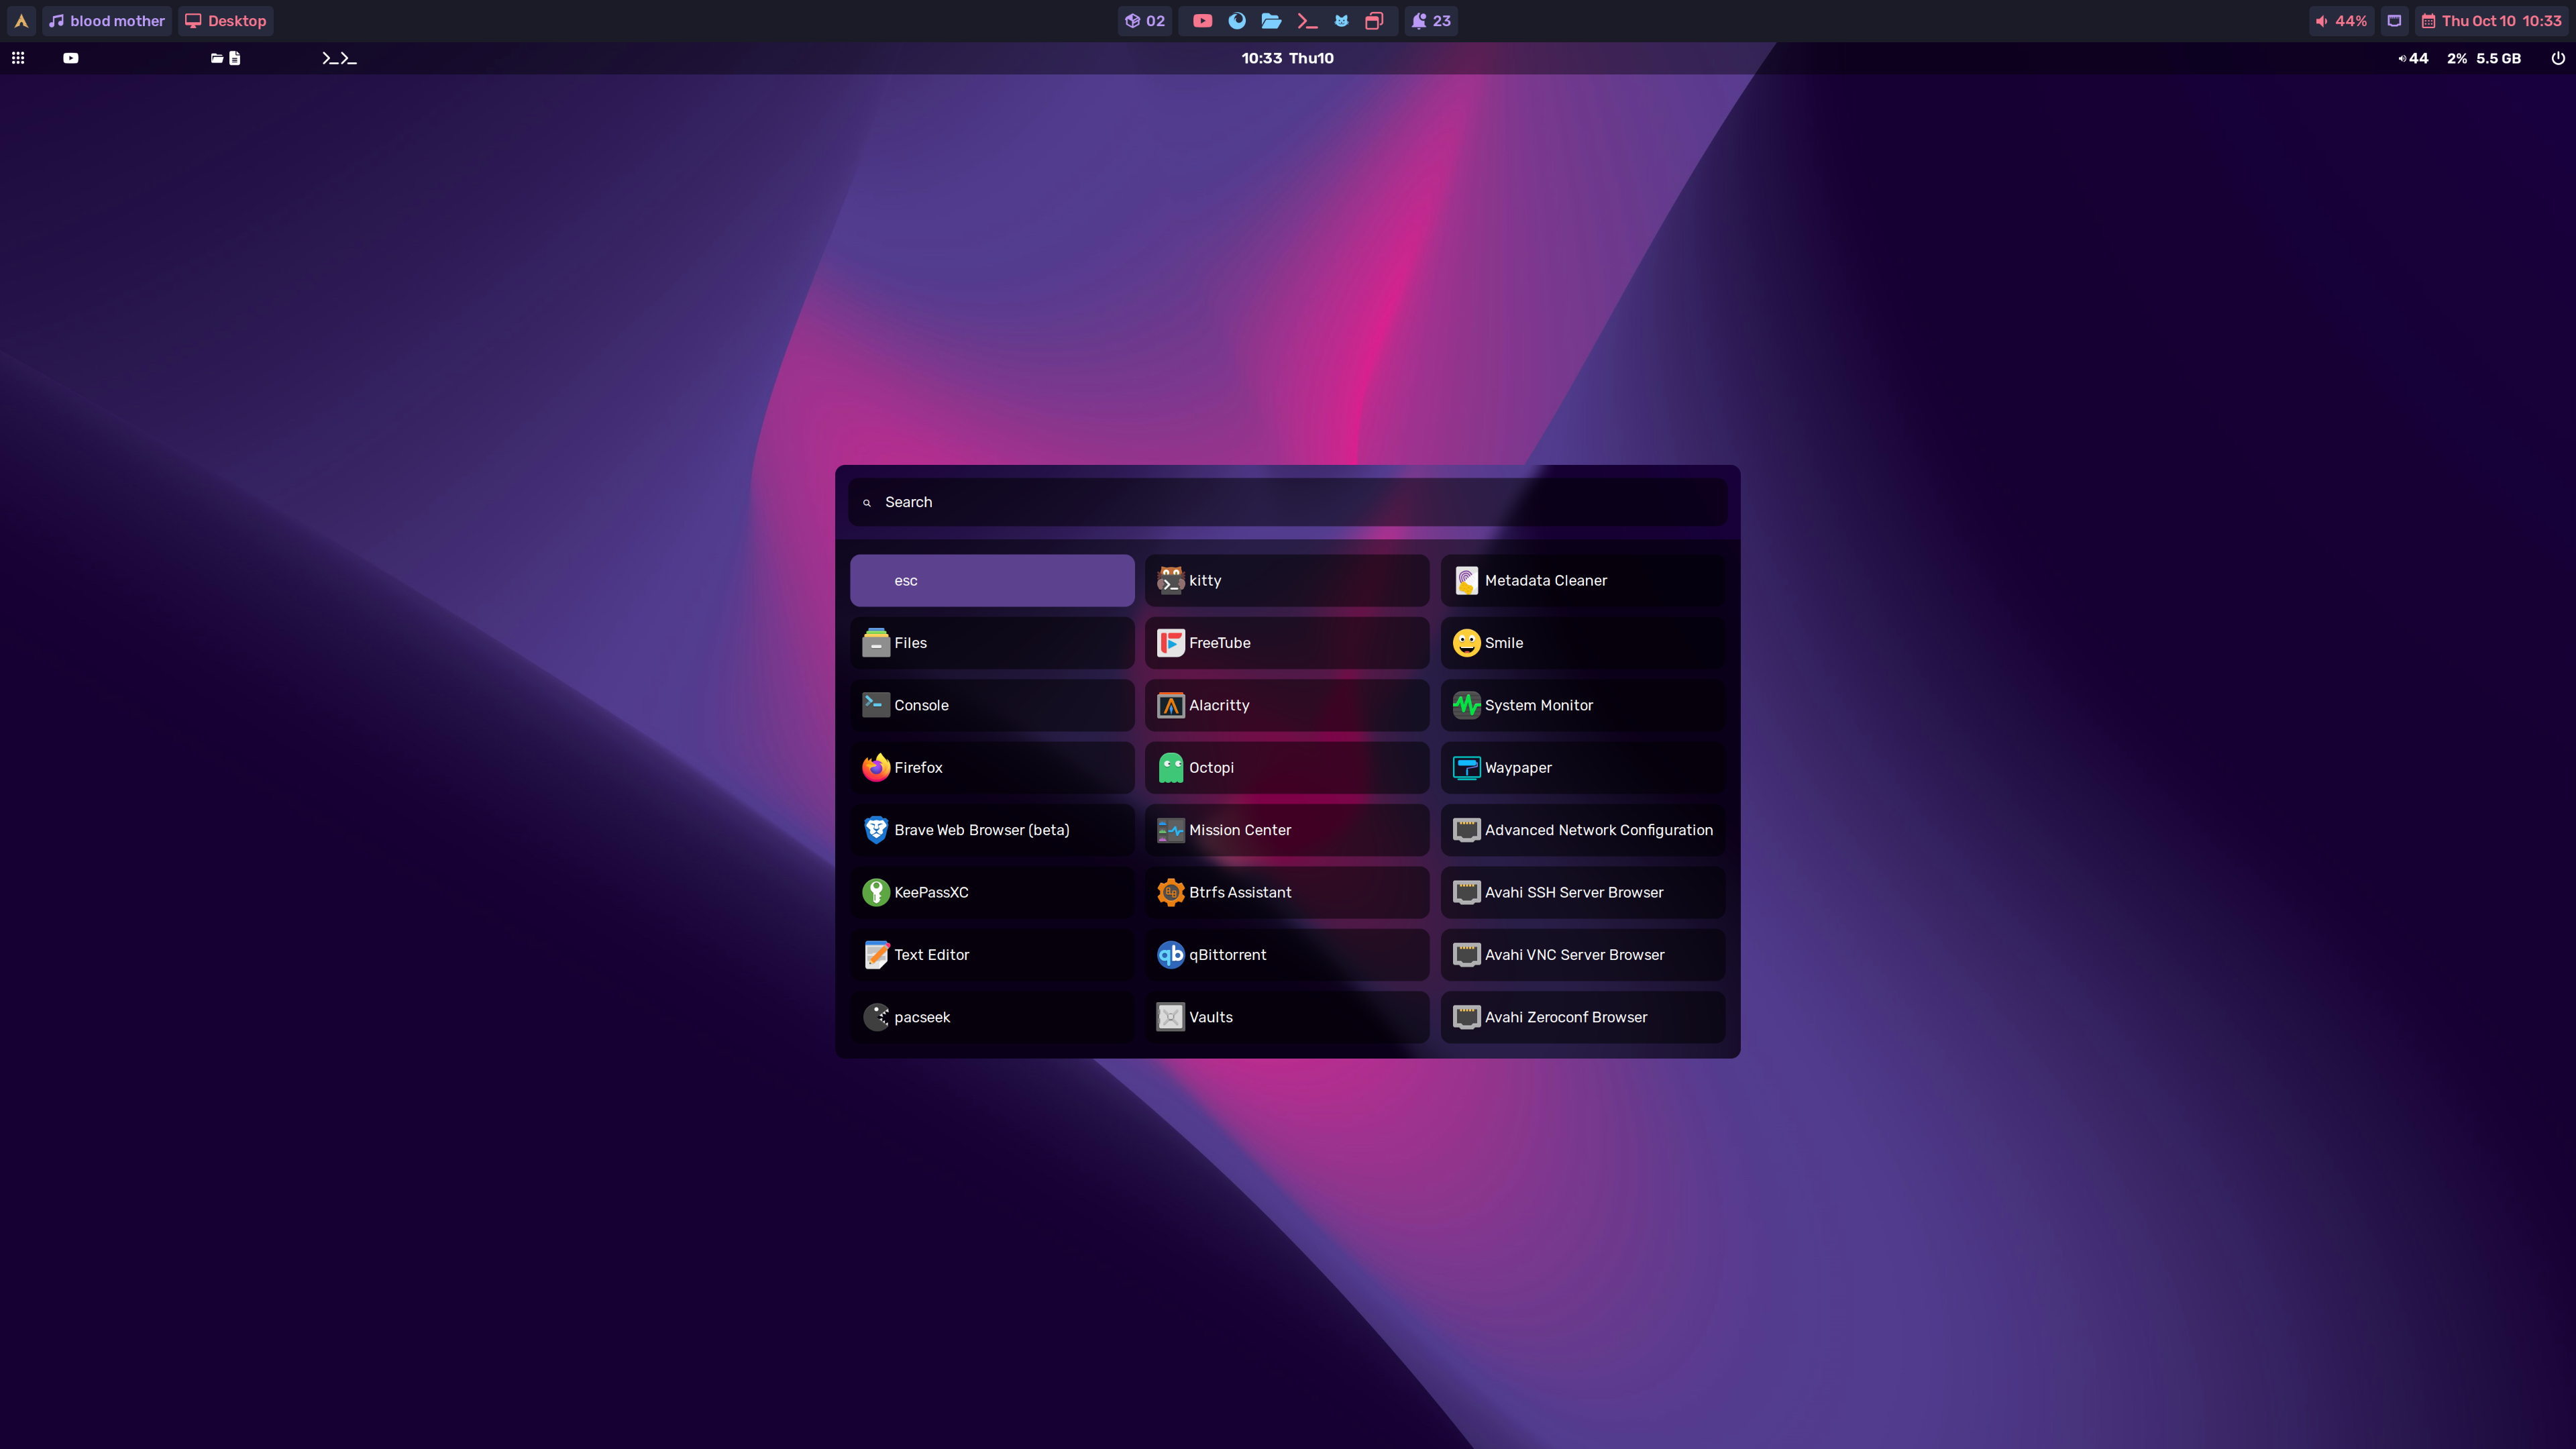 blood mother Desktop 02 23 44% Thu Oct 10 10:33
10:33 Thu10 44 2% 5.5 GB
Search
esc kitty Metadata Cleaner
Files FreeTube Smile
Console Alacritty System Monitor
Firefox Octopi Waypaper
Brave Web Browser (beta) Mission Center Advanced Network Configuration
KeePassXC Btrfs Assistant Avahi SSH Server Browser
Text Editor qBittorrent Avahi VNC Server Browser
pacseek Vaults Avahi Zeroconf Browser